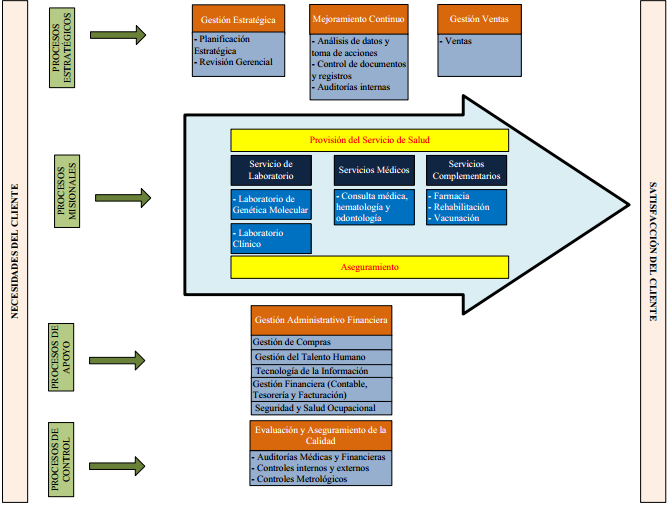 NECESIDADES DEL CLIENTE
PROCESOS
ESTRATÉGICOS
Gestión Estratégica
- Planificación
Estratégica
- Revisión Gerencial
Mejoramiento Continuo
- Análisis de datos y
toma de acciones
- Control de documentos
y registros
- Auditorías internas
Gestión Ventas
- Ventas
PROCESOS
MISIONALES
Provisión del Servicio de Salud
Servicio de
Laboratorio
- Laboratorio de
Genética Molecular
- Laboratorio
Clínico
Servicios Médicos
- Consulta médica,
hematología y
odontología
Servicios
Complementarios
- Farmacia
- Rehabilitación
- Vacunación
Aseguramiento
PROCESOS DE
APOYO
Gestión Administrativo Financiera
Gestión de Compras
Gestión del Talento Humano
Tecnología de la Información
Gestión Financiera (Contable,
Tesorería y Facturación)
Seguridad y Salud Ocupacional
PROCESOS DE
CONTROL
Evaluación y Aseguramiento de la
Calidad
- Auditorías Médicas y Financieras
- Controles internos y externos
- Controles Metrológicos
SATISFACCIÓN DEL CLIENTE